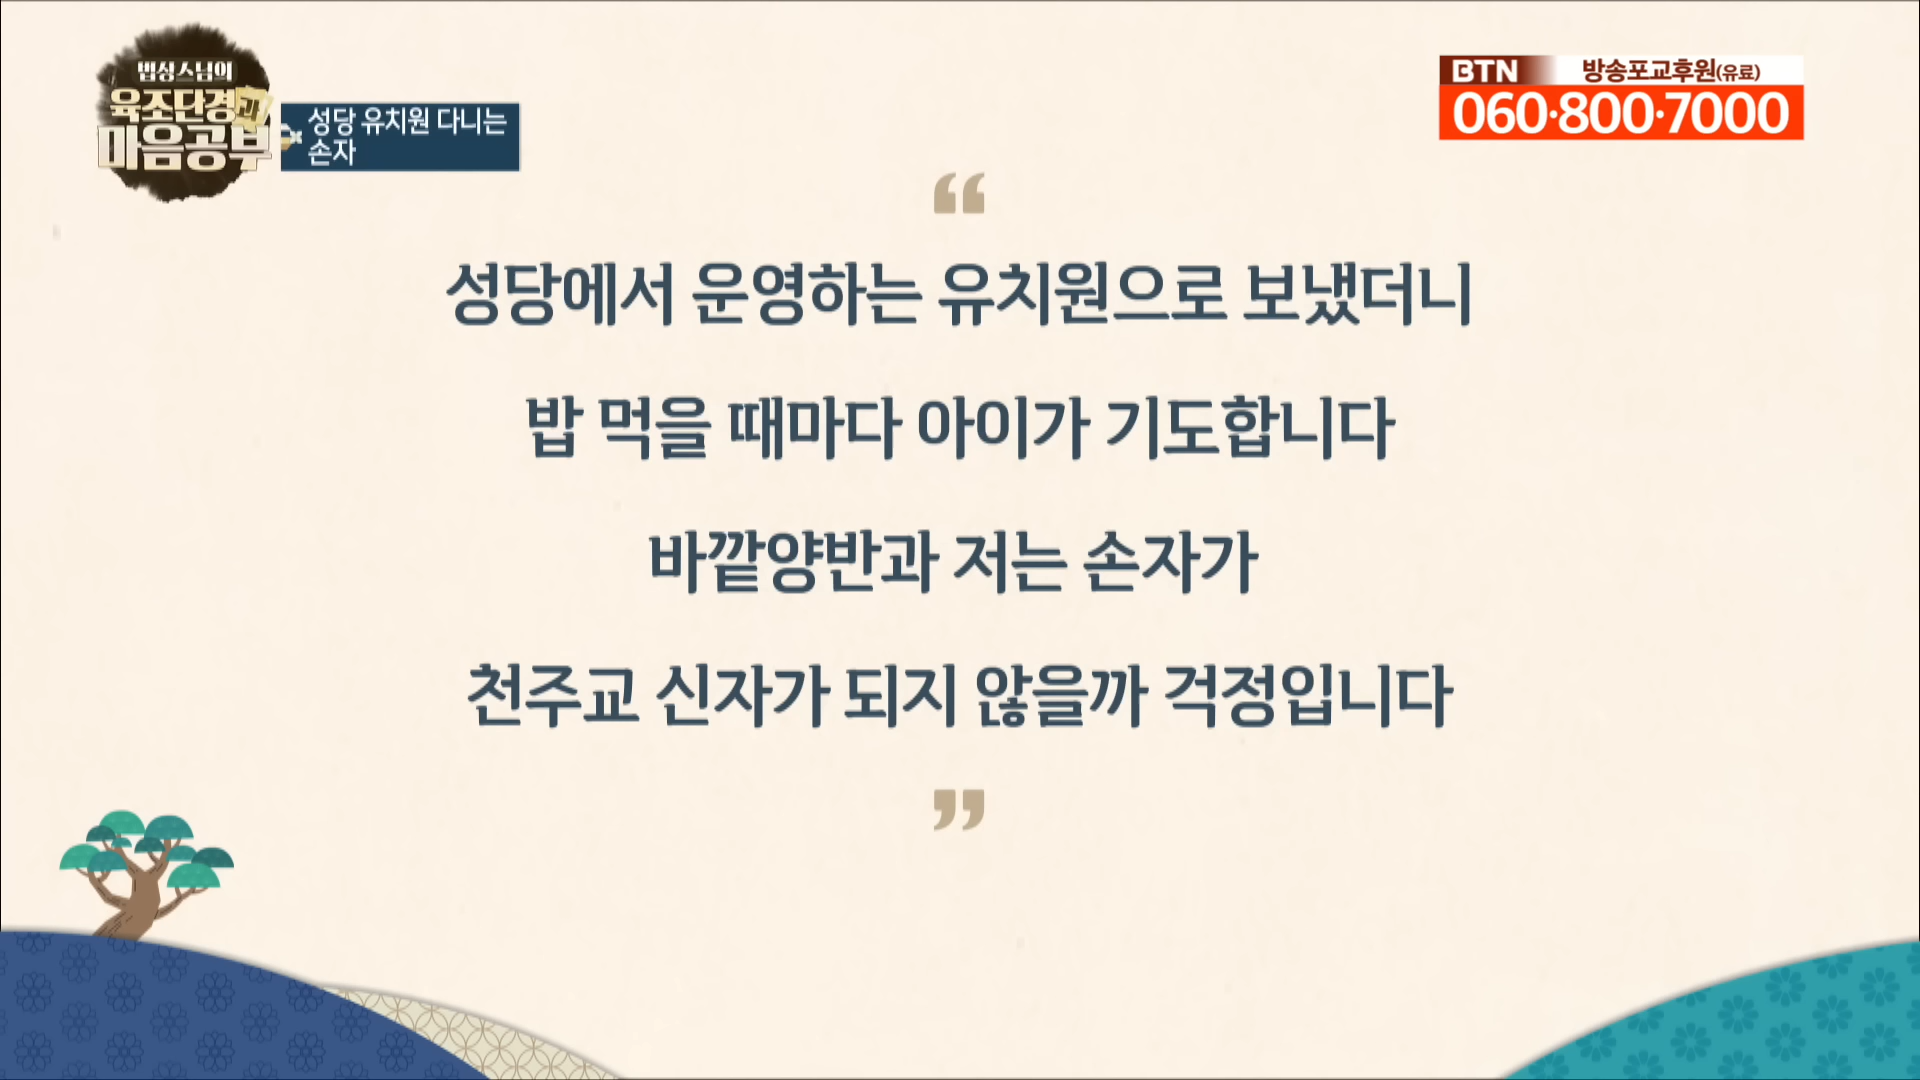 법상스님의
육조단경과
마음공부
성당 유치원 다니는
손자
BTN 방송포교후원(유료)
060·800·7000
“
성당에서 운영하는 유치원으로 보냈더니
밥 먹을 때마다 아이가 기도합니다
바깥양반과 저는 손자가
천주교 신자가 되지 않을까 걱정입니다
”